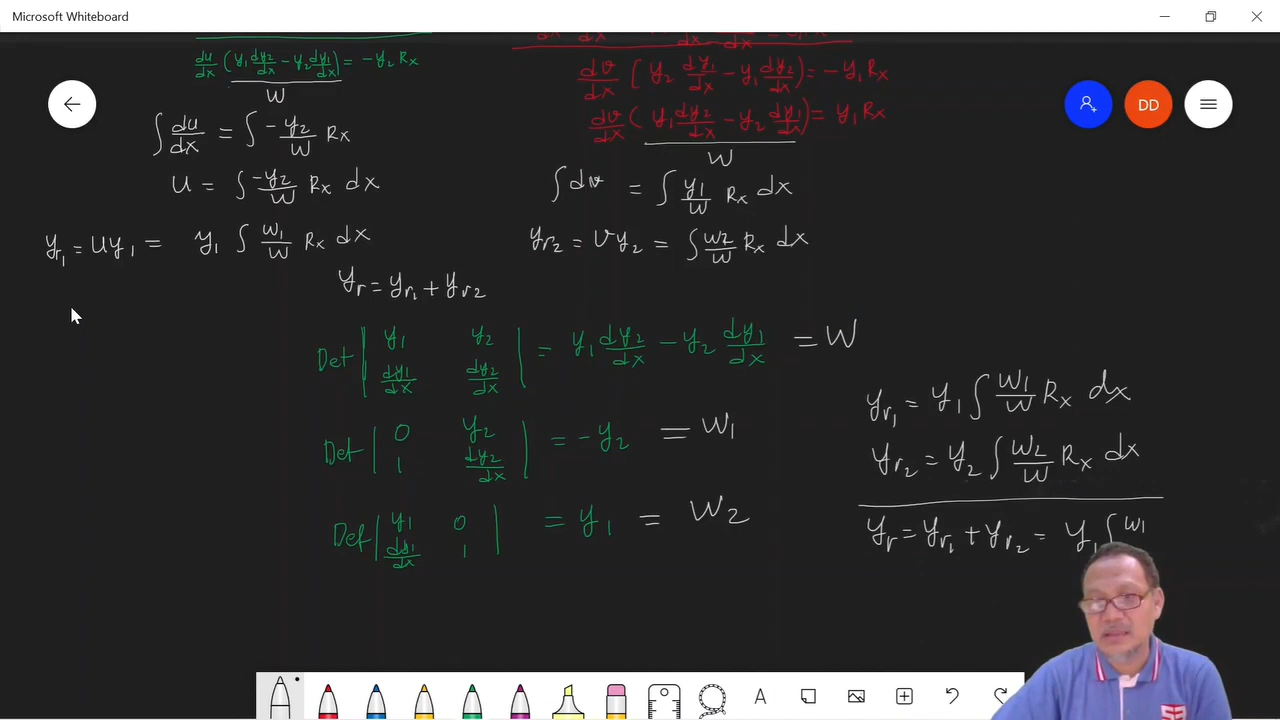 Microsoft Whiteboard
du/dx (y₁ dy₂/dx − y₂ dy₁/dx) = −y₂ Rx
W
∫ du/dx = ∫ −y₂/W Rx
u = ∫ −y₂/W Rx dx
yr₁ = uy₁ = y₁ ∫ W₁/W Rx dx
dv/dx (y₂ dy₁/dx − y₁ dy₂/dx) = −y₁ Rx
dv/dx (y₁ dy₂/dx − y₂ dy₁/dx) = y₁ Rx
W
∫ dv = ∫ y₁/W Rx dx
yr₂ = vy₂ = ∫ W₂/W Rx dx
yr = yr₁ + yr₂
Det | y₁ y₂ | = y₁ dy₂/dx − y₂ dy₁/dx = W
| dy₁/dx dy₂/dx |
Det | 0 y₂ | = −y₂ = W₁
| 1 dy₂/dx |
Det | y₁ 0 | = y₁ = W₂
| dy₁/dx 1 |
yr₁ = y₁ ∫ W₁/W Rx dx
yr₂ = y₂ ∫ W₂/W Rx dx
yr = yr₁ + yr₂ = y₁ ∫ W₁
DD
A